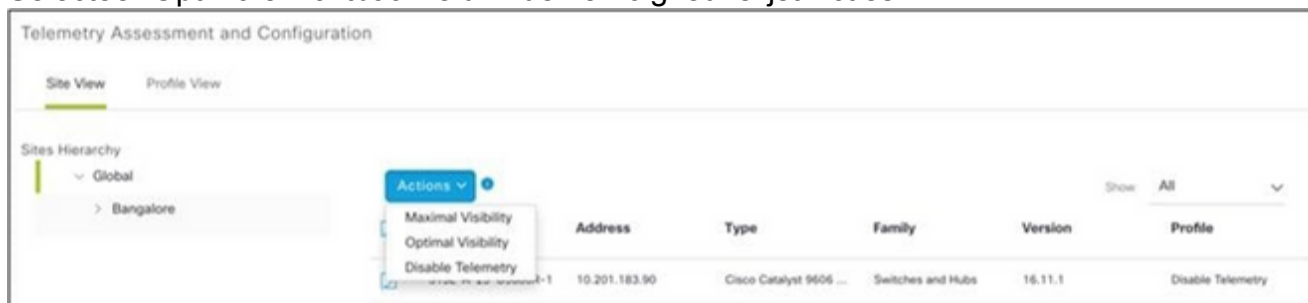 Telemetry Assessment and Configuration
Site View Profile View
Sites Hierarchy
Global
Bangalore
Actions
Show All
Maximal Visibility
Optimal Visibility
Disable Telemetry
Address Type Family Version Profile
10.201.183.90 Cisco Catalyst 9606 ... Switches and Hubs 16.11.1 Disable Telemetry